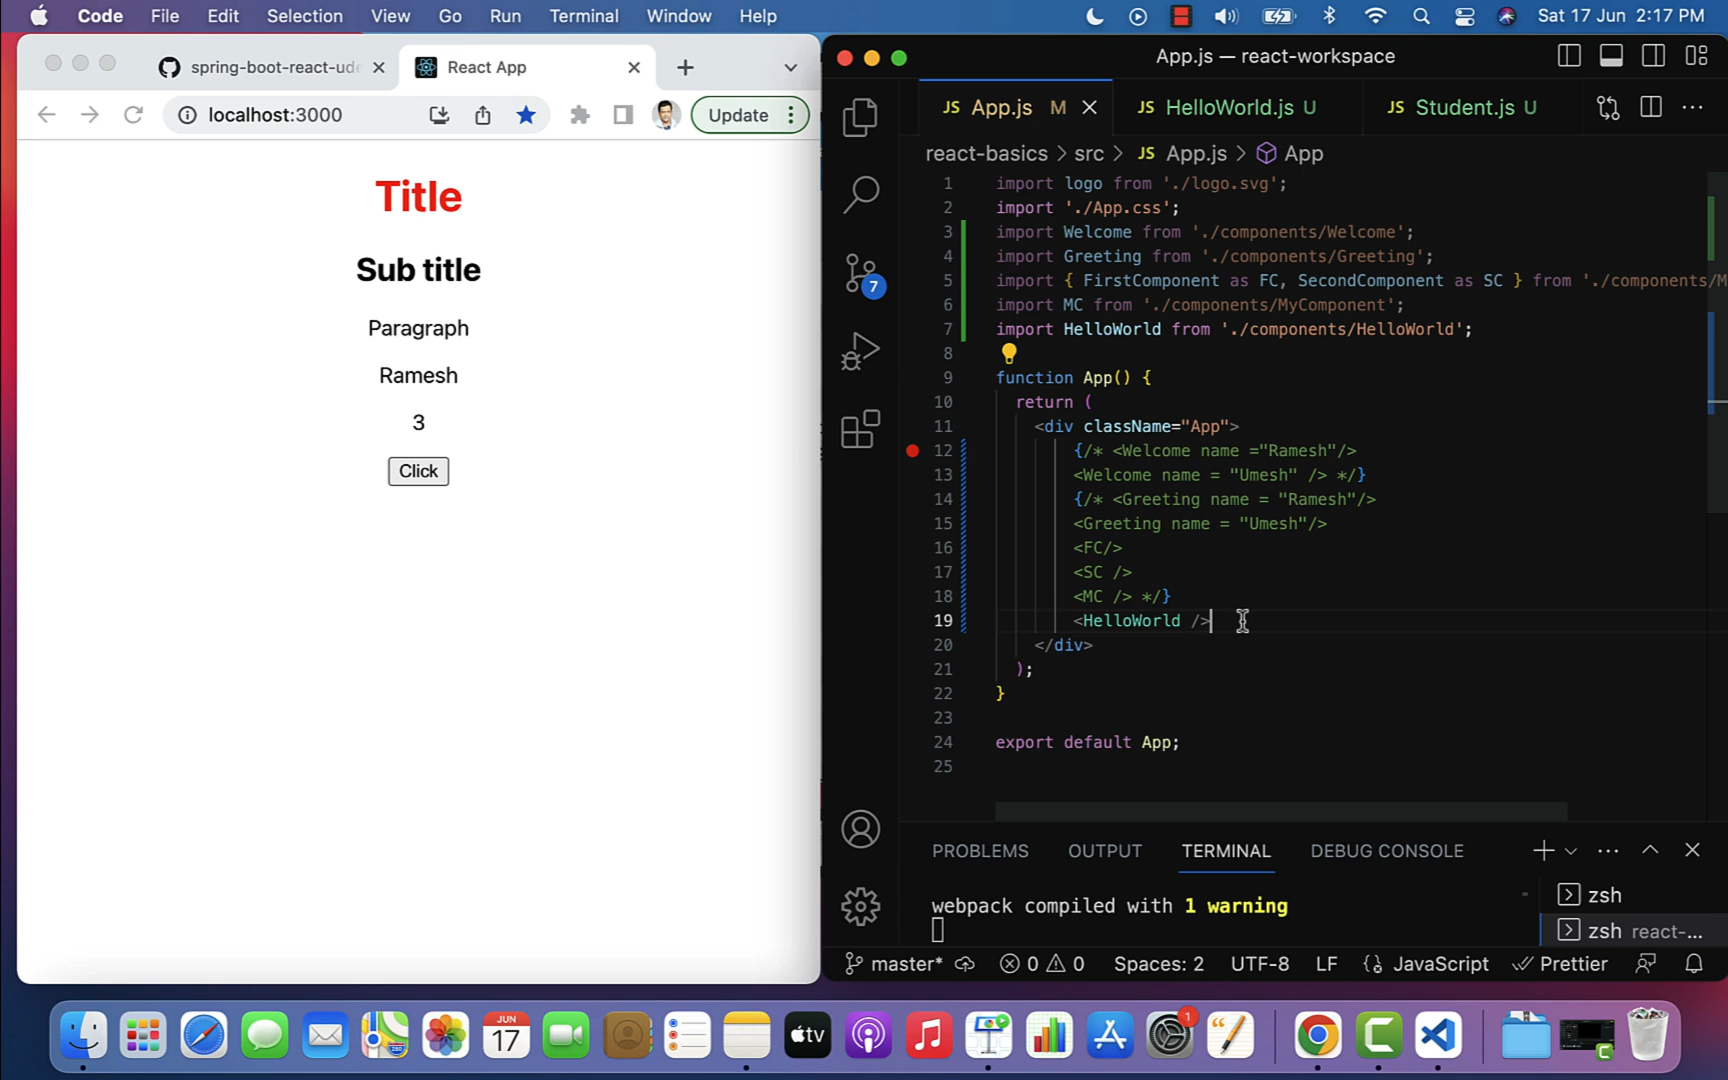 Code File Edit Selection View Go Run Terminal Window Help Sat 17 Jun 2:17 PM
spring-boot-react-ude
React App
localhost:3000
Update
Title
Sub title
Paragraph
Ramesh
3
Click
App.js — react-workspace
JS App.js M
JS HelloWorld.js U
JS Student.js U
react-basics > src > JS App.js > App
7
1 import logo from './logo.svg';
2 import './App.css';
3 import Welcome from './components/Welcome';
4 import Greeting from './components/Greeting';
5 import { FirstComponent as FC, SecondComponent as SC } from './components/M
6 import MC from './components/MyComponent';
7 import HelloWorld from './components/HelloWorld';
8
9 function App() {
10 return (
11 <div className="App">
12 {/* <Welcome name ="Ramesh"/>
13 <Welcome name = "Umesh" /> */}
14 {/* <Greeting name = "Ramesh"/>
15 <Greeting name = "Umesh"/>
16 <FC/>
17 <SC />
18 <MC /> */}
19 <HelloWorld />
20 </div>
21 );
22 }
23
24 export default App;
25
PROBLEMS OUTPUT TERMINAL DEBUG CONSOLE
webpack compiled with 1 warning
zsh
zsh react-...
master* 0 0 Spaces: 2 UTF-8 LF JavaScript Prettier
JUN
17
tv
1